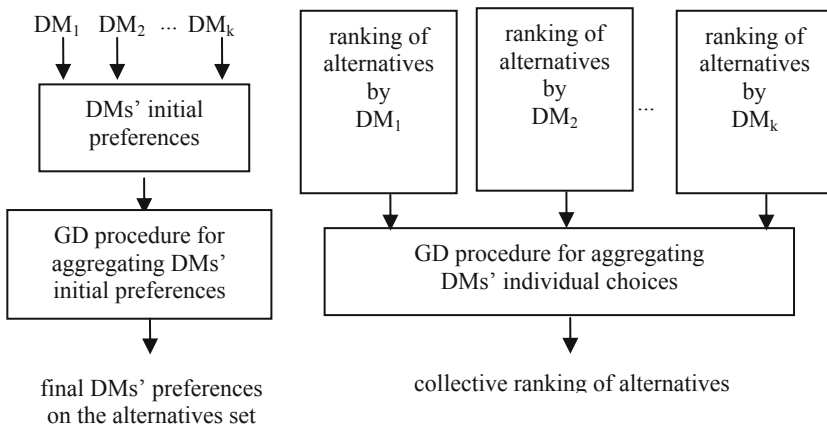 DM1 DM2 ... DMk
DMs' initial
preferences
GD procedure for
aggregating DMs'
initial preferences
final DMs' preferences
on the alternatives set
ranking of
alternatives
by
DM1
ranking of
alternatives
by
DM2
...
ranking of
alternatives
by
DMk
GD procedure for aggregating
DMs' individual choices
collective ranking of alternatives